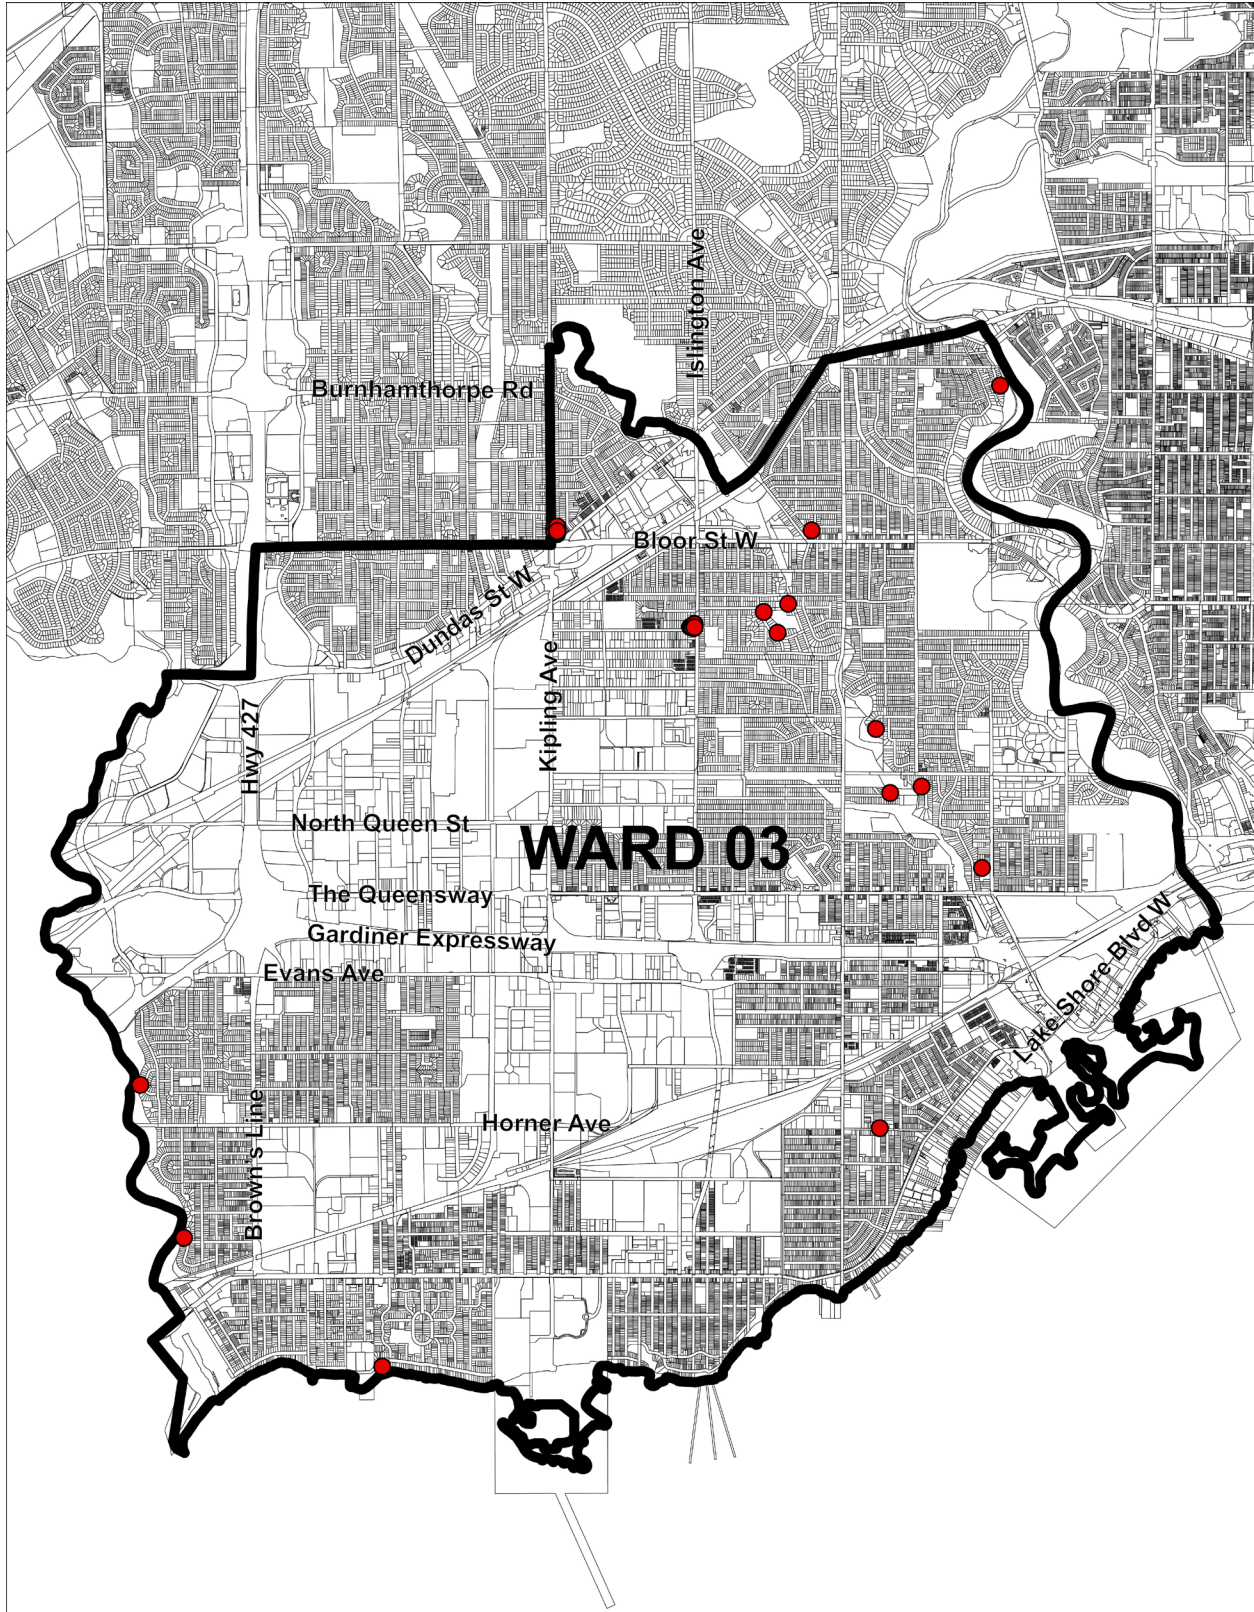 Islington Ave
Burnhamthorpe Rd
Bloor St W
Dundas St W
Kipling Ave
Hwy 427
North Queen St
WARD 03
The Queensway
Gardiner Expressway
Evans Ave
Lake Shore Blvd W
Brown's Line
Horner Ave